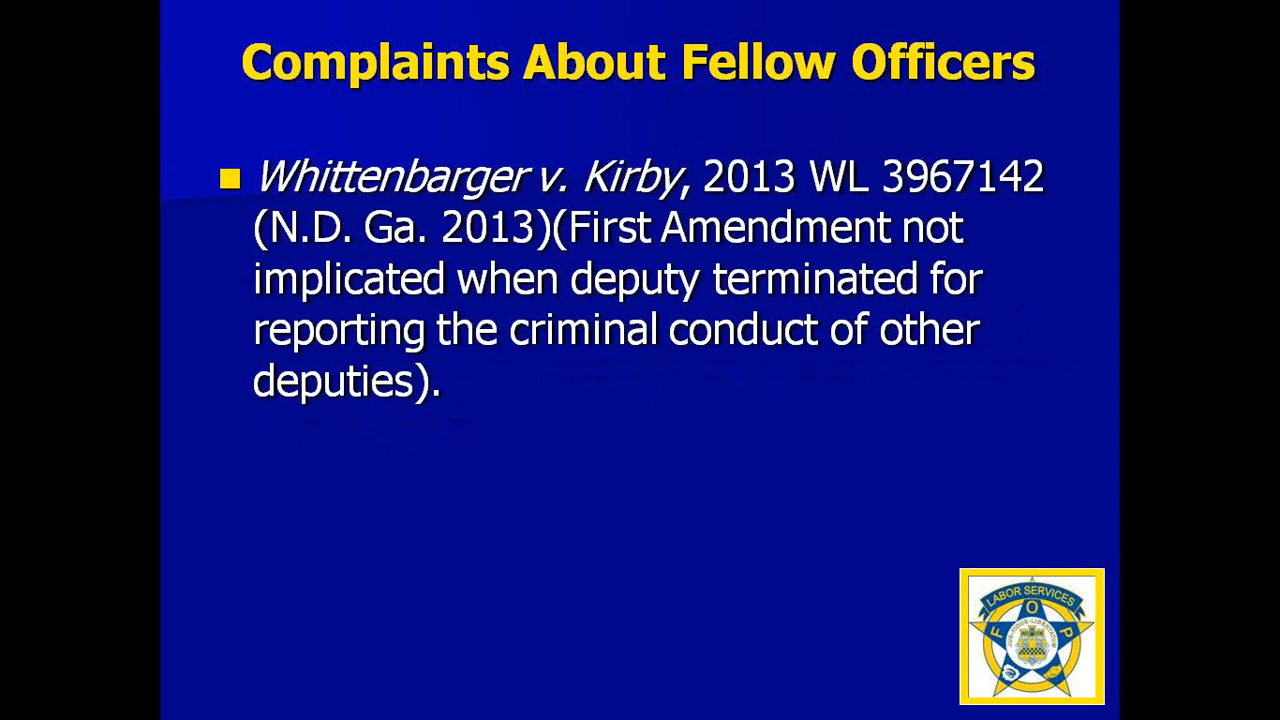 Complaints About Fellow Officers
Whittenbarger v. Kirby, 2013 WL 3967142
(N.D. Ga. 2013)(First Amendment not
implicated when deputy terminated for
reporting the criminal conduct of other
deputies).
LABOR SERVICES
F O P